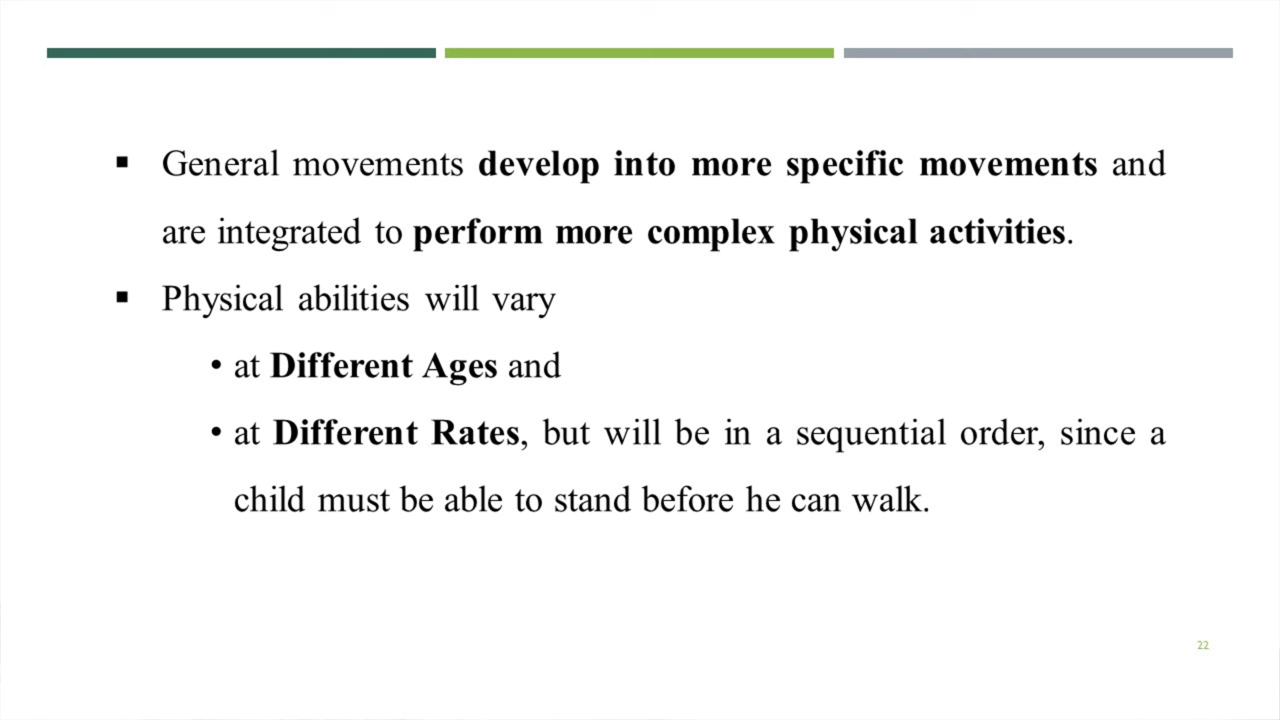 ▪ General movements develop into more specific movements and
are integrated to perform more complex physical activities.
▪ Physical abilities will vary
• at Different Ages and
• at Different Rates, but will be in a sequential order, since a
child must be able to stand before he can walk.
22